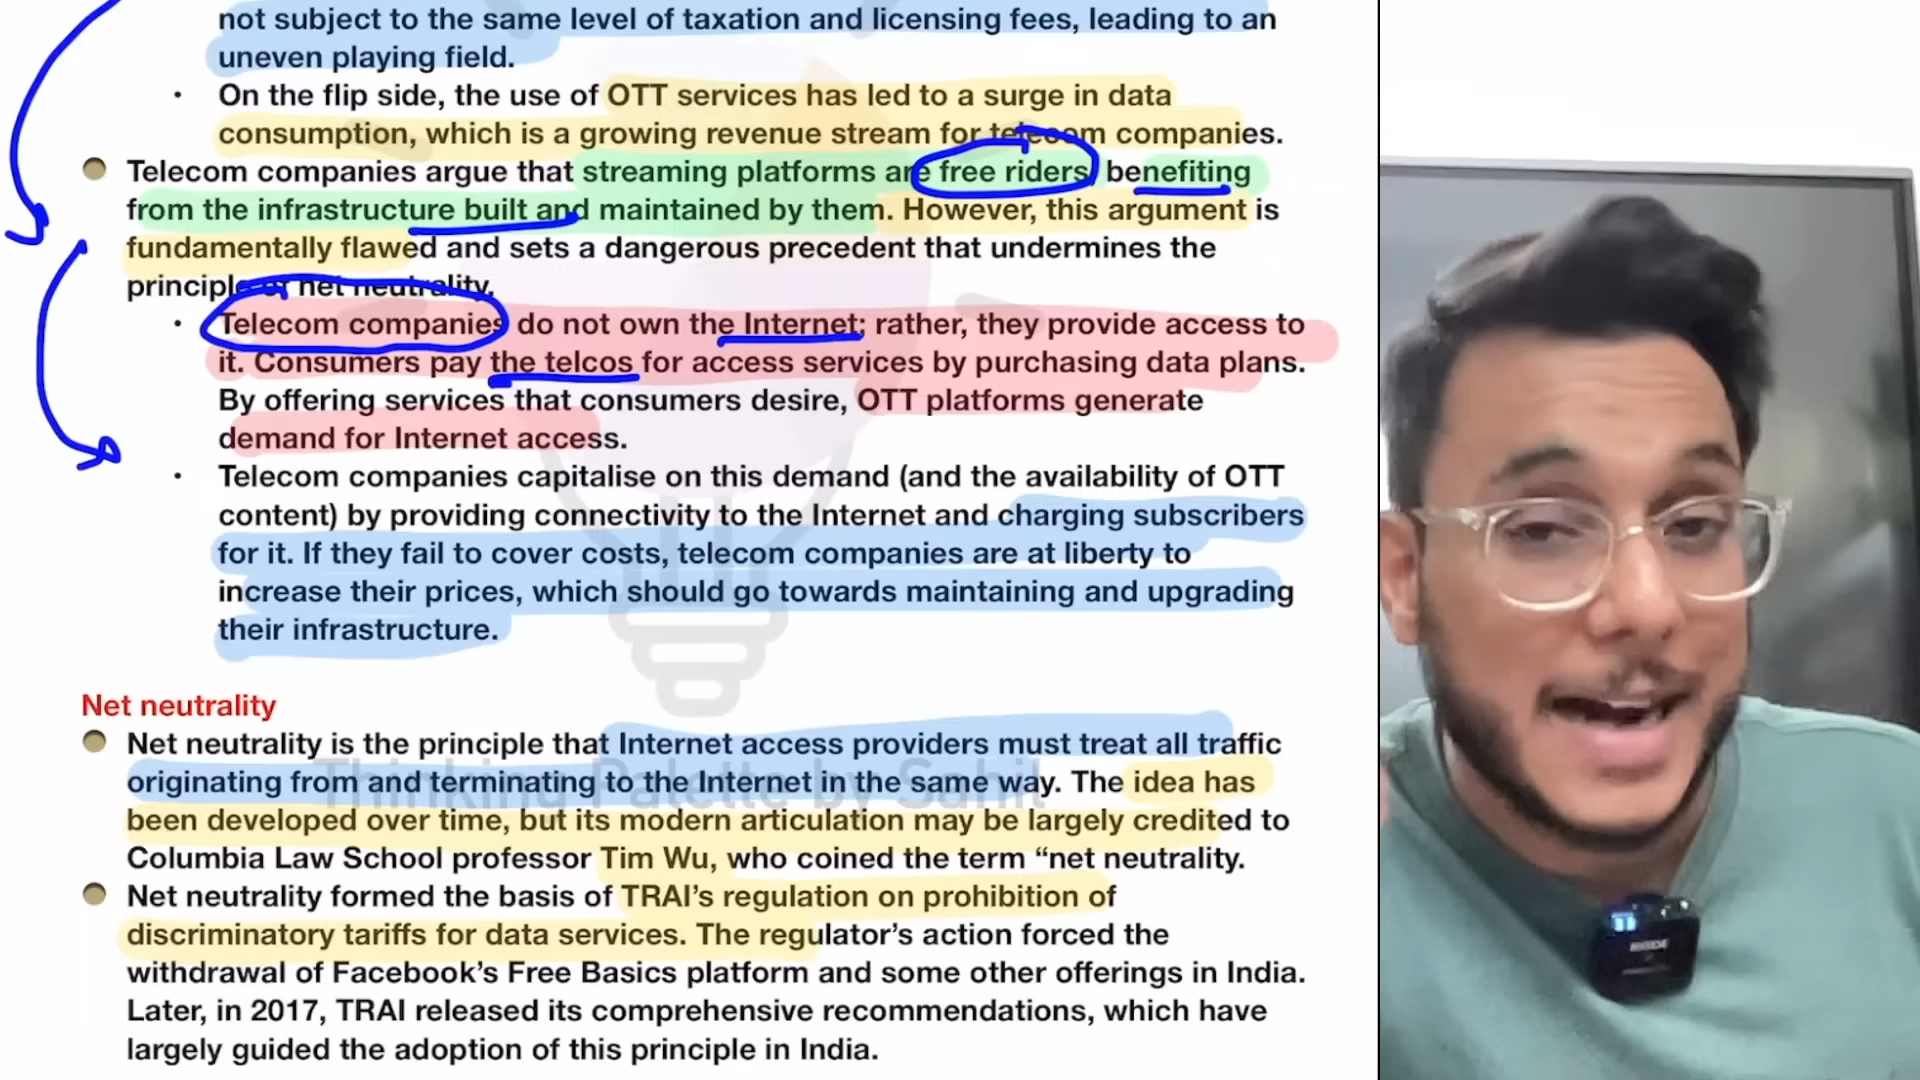 not subject to the same level of taxation and licensing fees, leading to an
uneven playing field.
• On the flip side, the use of OTT services has led to a surge in data
consumption, which is a growing revenue stream for telecom companies.
Telecom companies argue that streaming platforms are free riders, benefiting
from the infrastructure built and maintained by them. However, this argument is
fundamentally flawed and sets a dangerous precedent that undermines the
principle of net neutrality.
• Telecom companies do not own the Internet; rather, they provide access to
it. Consumers pay the telcos for access services by purchasing data plans.
By offering services that consumers desire, OTT platforms generate
demand for Internet access.
• Telecom companies capitalise on this demand (and the availability of OTT
content) by providing connectivity to the Internet and charging subscribers
for it. If they fail to cover costs, telecom companies are at liberty to
increase their prices, which should go towards maintaining and upgrading
their infrastructure.
Net neutrality
Net neutrality is the principle that Internet access providers must treat all traffic
originating from and terminating to the Internet in the same way. The idea has
Thinking Palette by Sahil
been developed over time, but its modern articulation may be largely credited to
Columbia Law School professor Tim Wu, who coined the term “net neutrality.
Net neutrality formed the basis of TRAI’s regulation on prohibition of
discriminatory tariffs for data services. The regulator’s action forced the
withdrawal of Facebook’s Free Basics platform and some other offerings in India.
Later, in 2017, TRAI released its comprehensive recommendations, which have
largely guided the adoption of this principle in India.